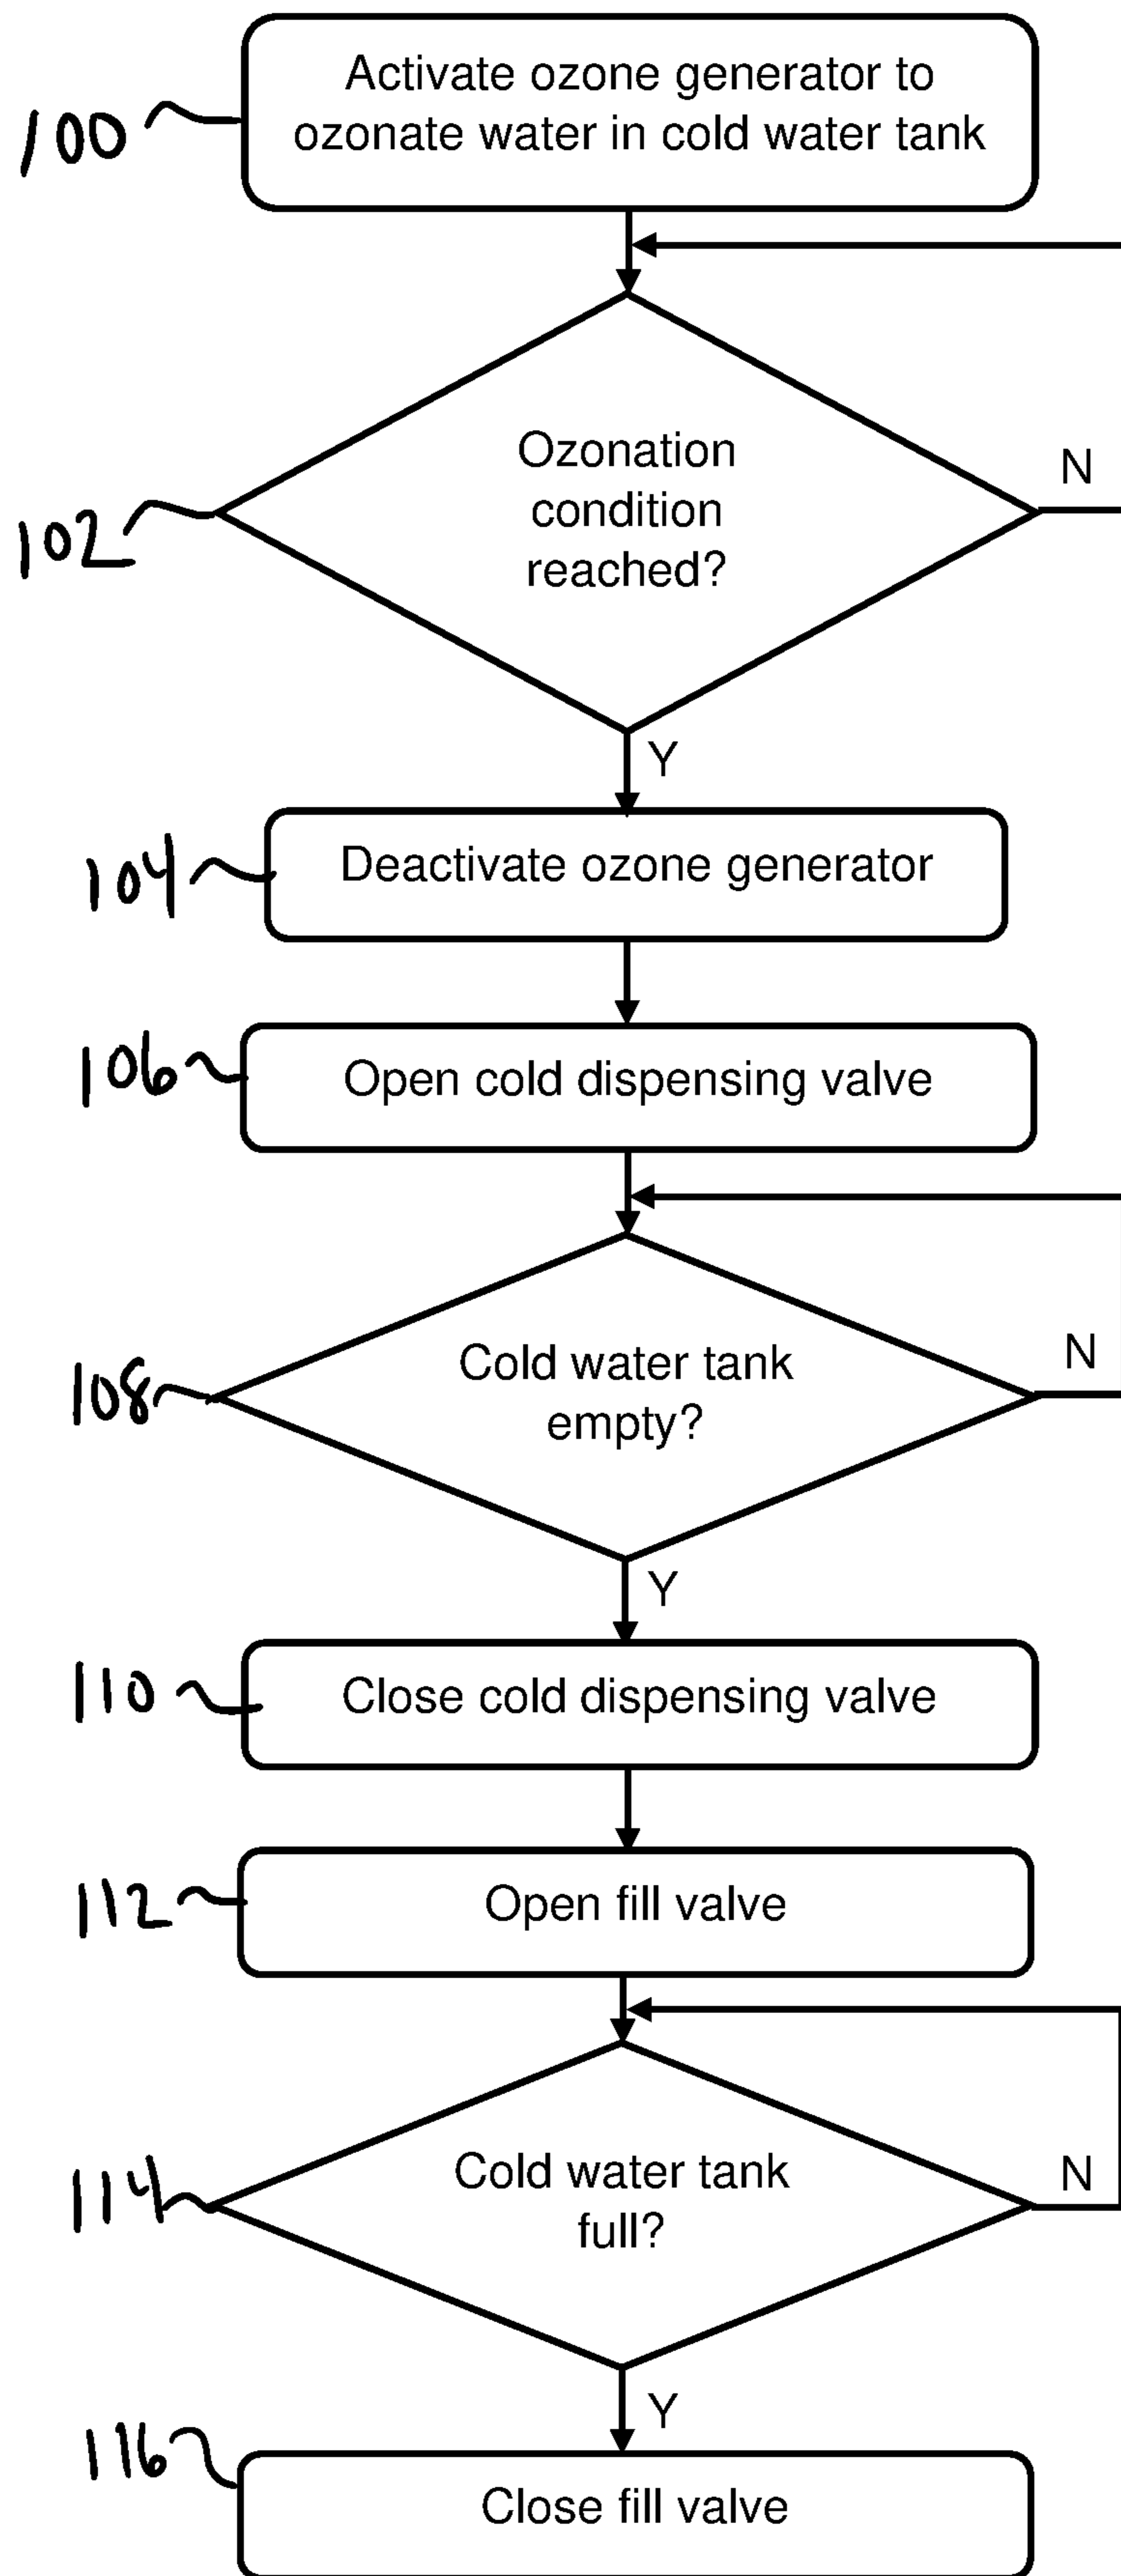 100
Activate ozone generator to
ozonate water in cold water tank
102
Ozonation
condition
reached?
N
Y
104
Deactivate ozone generator
106
Open cold dispensing valve
108
Cold water tank
empty?
N
Y
110
Close cold dispensing valve
112
Open fill valve
114
Cold water tank
full?
N
Y
116
Close fill valve